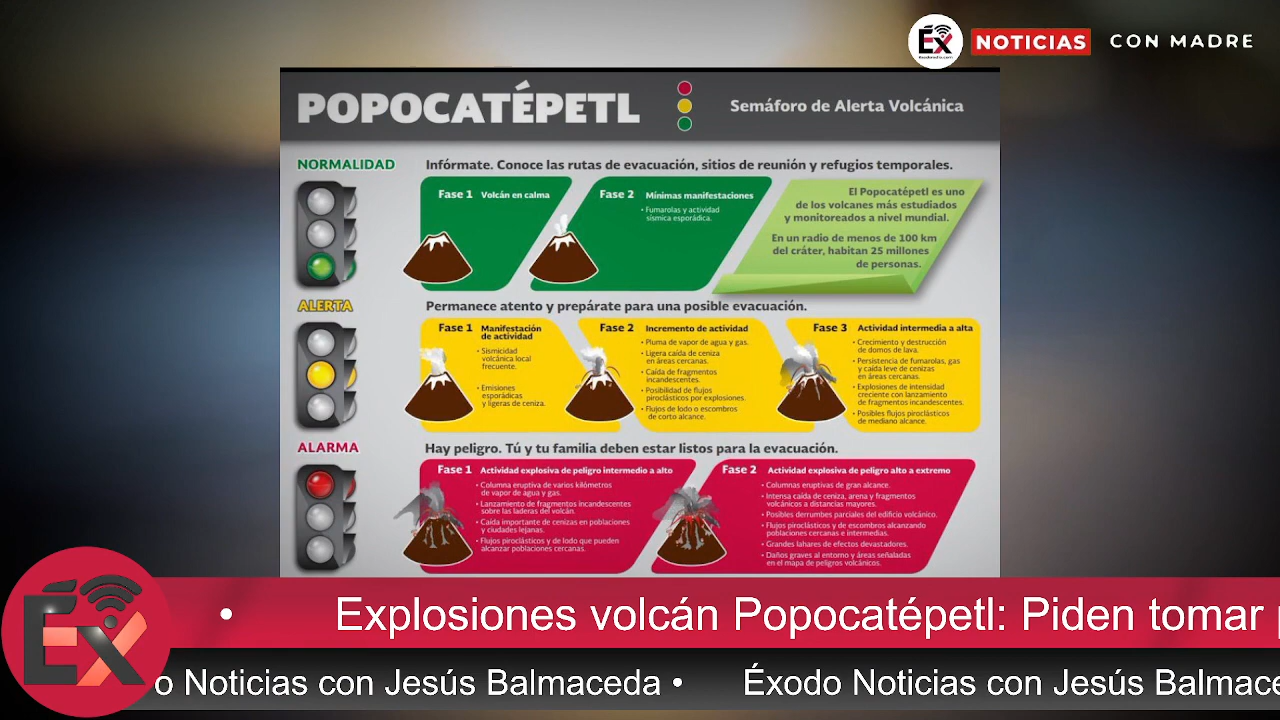 ÉX
NOTICIAS
CON MADRE
POPOCATÉPETL
Semáforo de Alerta Volcánica
NORMALIDAD
Infórmate. Conoce las rutas de evacuación, sitios de reunión y refugios temporales.
Fase 1 Volcán en calma
Fase 2 Mínimas manifestaciones
• Fumarolas y actividad
sísmica esporádica.
El Popocatépetl es uno
de los volcanes más estudiados
y monitoreados a nivel mundial.
En un radio de menos de 100 km
del cráter, habitan 25 millones
de personas.
ALERTA
Permanece atento y prepárate para una posible evacuación.
Fase 1 Manifestación
de actividad
• Sismicidad
volcánica local
frecuente.
• Emisiones
esporádicas
y ligeras de ceniza.
Fase 2 Incremento de actividad
• Pluma de vapor de agua y gas.
• Ligera caída de ceniza
en áreas cercanas.
• Caída de fragmentos
incandescentes.
• Posibilidad de flujos
piroclásticos por explosiones.
• Flujos de lodo o escombros
de corto alcance.
Fase 3 Actividad intermedia a alta
• Crecimiento y destrucción
de domos de lava.
• Persistencia de fumarolas, gas
y caída leve de cenizas
en áreas cercanas.
• Explosiones de intensidad
creciente con lanzamiento
de fragmentos incandescentes.
• Posibles flujos piroclásticos
de mediano alcance.
ALARMA
Hay peligro. Tú y tu familia deben estar listos para la evacuación.
Fase 1 Actividad explosiva de peligro intermedio a alto
• Columna eruptiva de varios kilómetros
de vapor de agua y gas.
• Lanzamiento de fragmentos incandescentes
sobre las laderas del volcán.
• Caída importante de cenizas en poblaciones
y ciudades lejanas.
• Flujos piroclásticos y de lodo que pueden
alcanzar poblaciones cercanas.
Fase 2 Actividad explosiva de peligro alto a extremo
• Columnas eruptivas de gran alcance.
• Intensa caída de ceniza, arena y fragmentos
volcánicos a distancias mayores.
• Posibles derrumbes parciales del edificio volcánico.
• Flujos piroclásticos y de escombros alcanzando
poblaciones cercanas e intermedias.
• Grandes lahares de efectos devastadores.
• Daños graves al entorno y áreas señaladas
en el mapa de peligros volcánicos.
• Explosiones volcán Popocatépetl: Piden tomar
ÉX
o Noticias con Jesús Balmaceda • Éxodo Noticias con Jesús Balmace